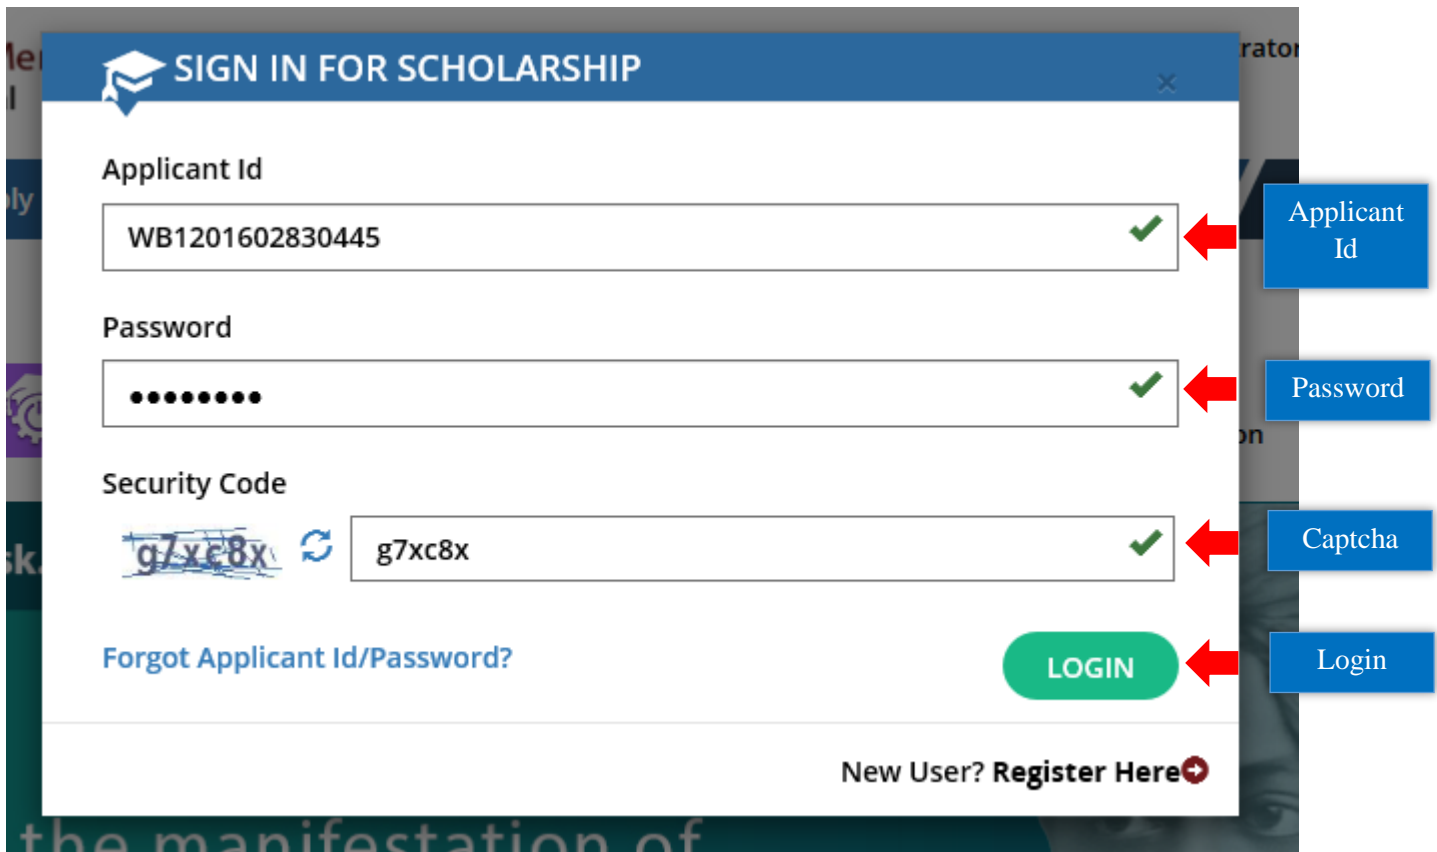 SIGN IN FOR SCHOLARSHIP
×
Applicant Id
WB1201602830445
Applicant
Id
Password
••••••••
Password
Security Code
g7xc8x
g7xc8x
Captcha
Forgot Applicant Id/Password?
LOGIN
Login
New User? Register Here
the manifestation of